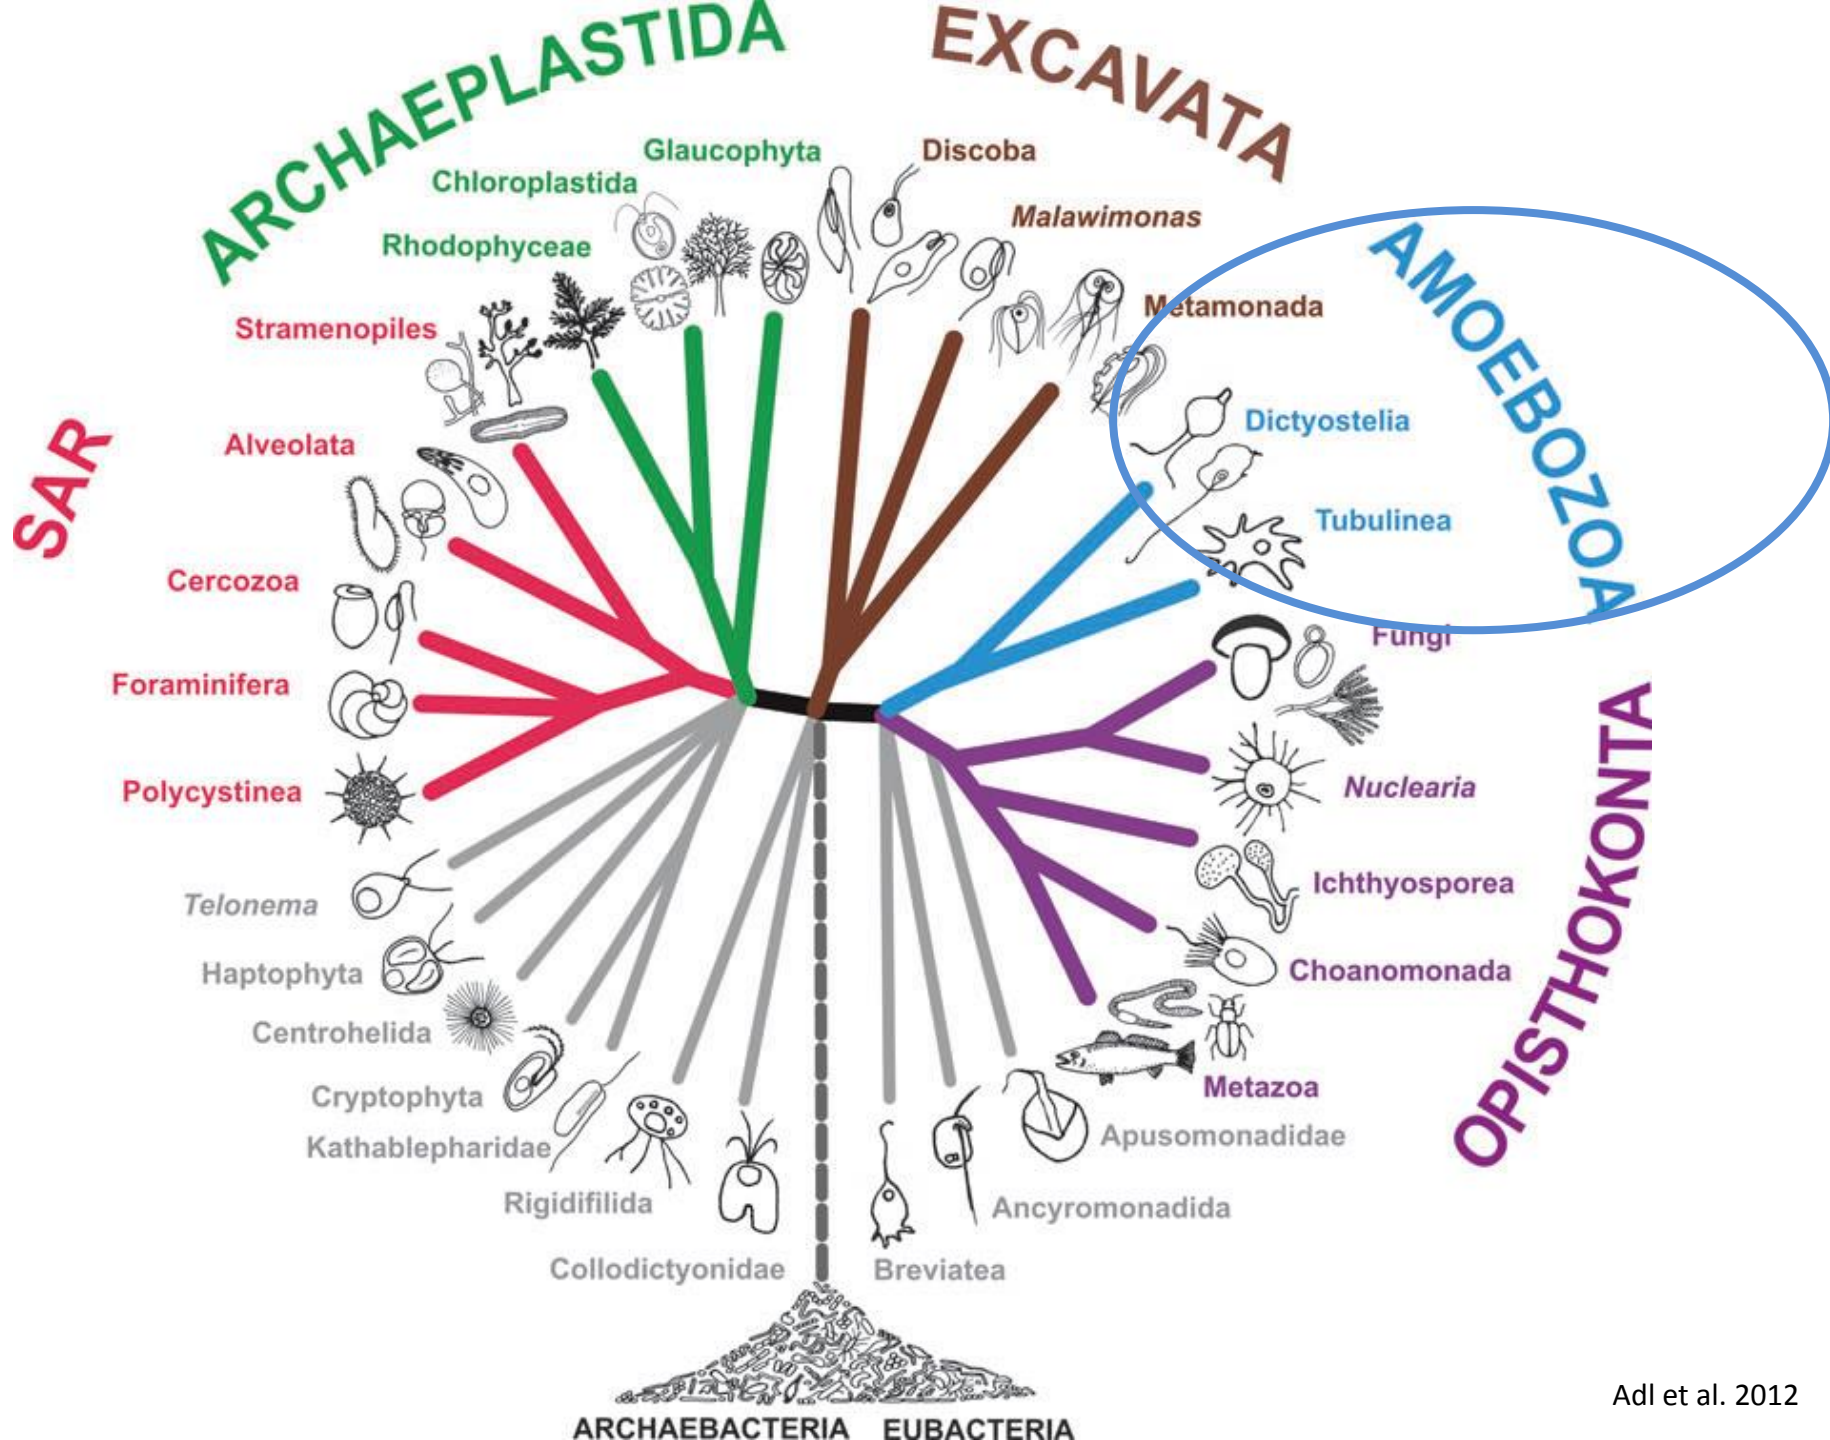 ARCHAEPLASTIDA
EXCAVATA
Glaucophyta
Discoba
Chloroplastida
Malawimonas
Rhodophyceae
Metamonada
AMOEBOZOA
Stramenopiles
SAR
Alveolata
Dictyostelia
Tubulinea
Cercozoa
Fungi
Foraminifera
OPISTHOKONTA
Polycystinea
Nuclearia
Ichthyosporea
Telonema
Haptophyta
Choanomonada
Centrohelida
Metazoa
Cryptophyta
Apusomonadidae
Kathablepharidae
Rigidifilida
Ancyromonadida
Collodictyonidae
Breviatea
Adl et al. 2012
ARCHAEBACTERIA EUBACTERIA